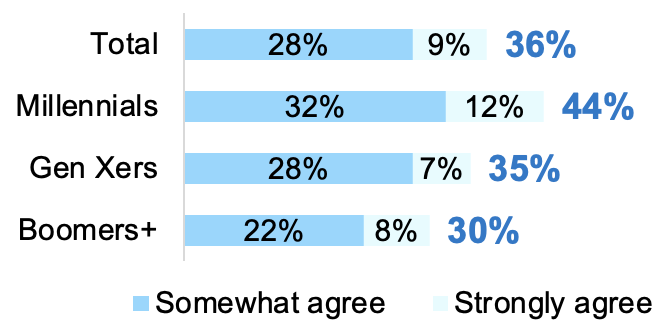 Total 28% 9% 36%
Millennials 32% 12% 44%
Gen Xers 28% 7% 35%
Boomers+ 22% 8% 30%
Somewhat agree Strongly agree